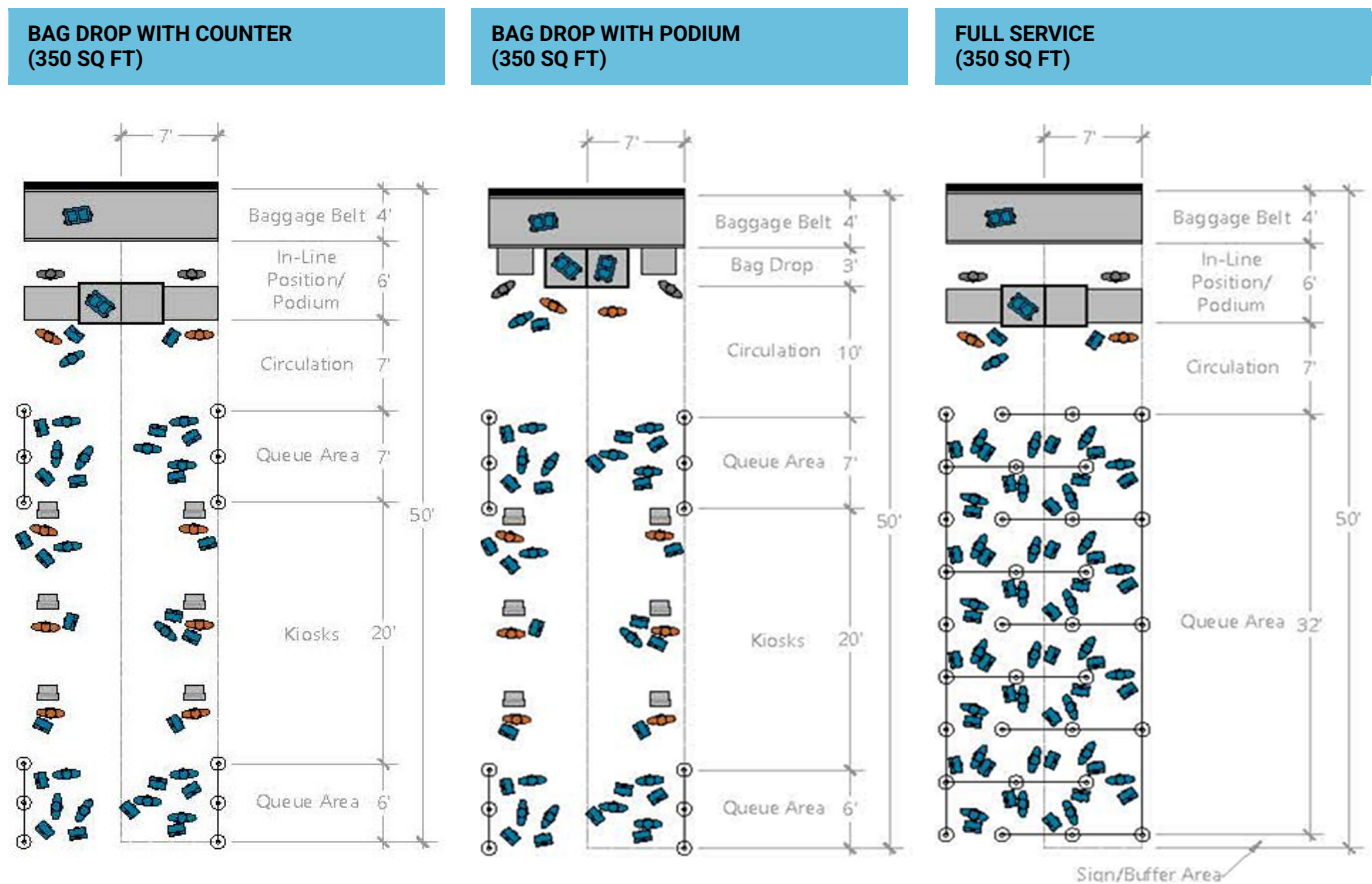 BAG DROP WITH COUNTER
(350 SQ FT)
7'
Baggage Belt 4'
In-Line
Position/
Podium
6'
Circulation 7'
Queue Area 7'
50'
Kiosks 20'
Queue Area 6'
BAG DROP WITH PODIUM
(350 SQ FT)
7'
Baggage Belt 4'
Bag Drop 3'
Circulation 10'
Queue Area 7'
50'
Kiosks 20'
Queue Area 6'
FULL SERVICE
(350 SQ FT)
7'
Baggage Belt 4'
In-Line
Position/
Podium
6'
Circulation 7'
50'
Queue Area 32'
Sign/Buffer Area